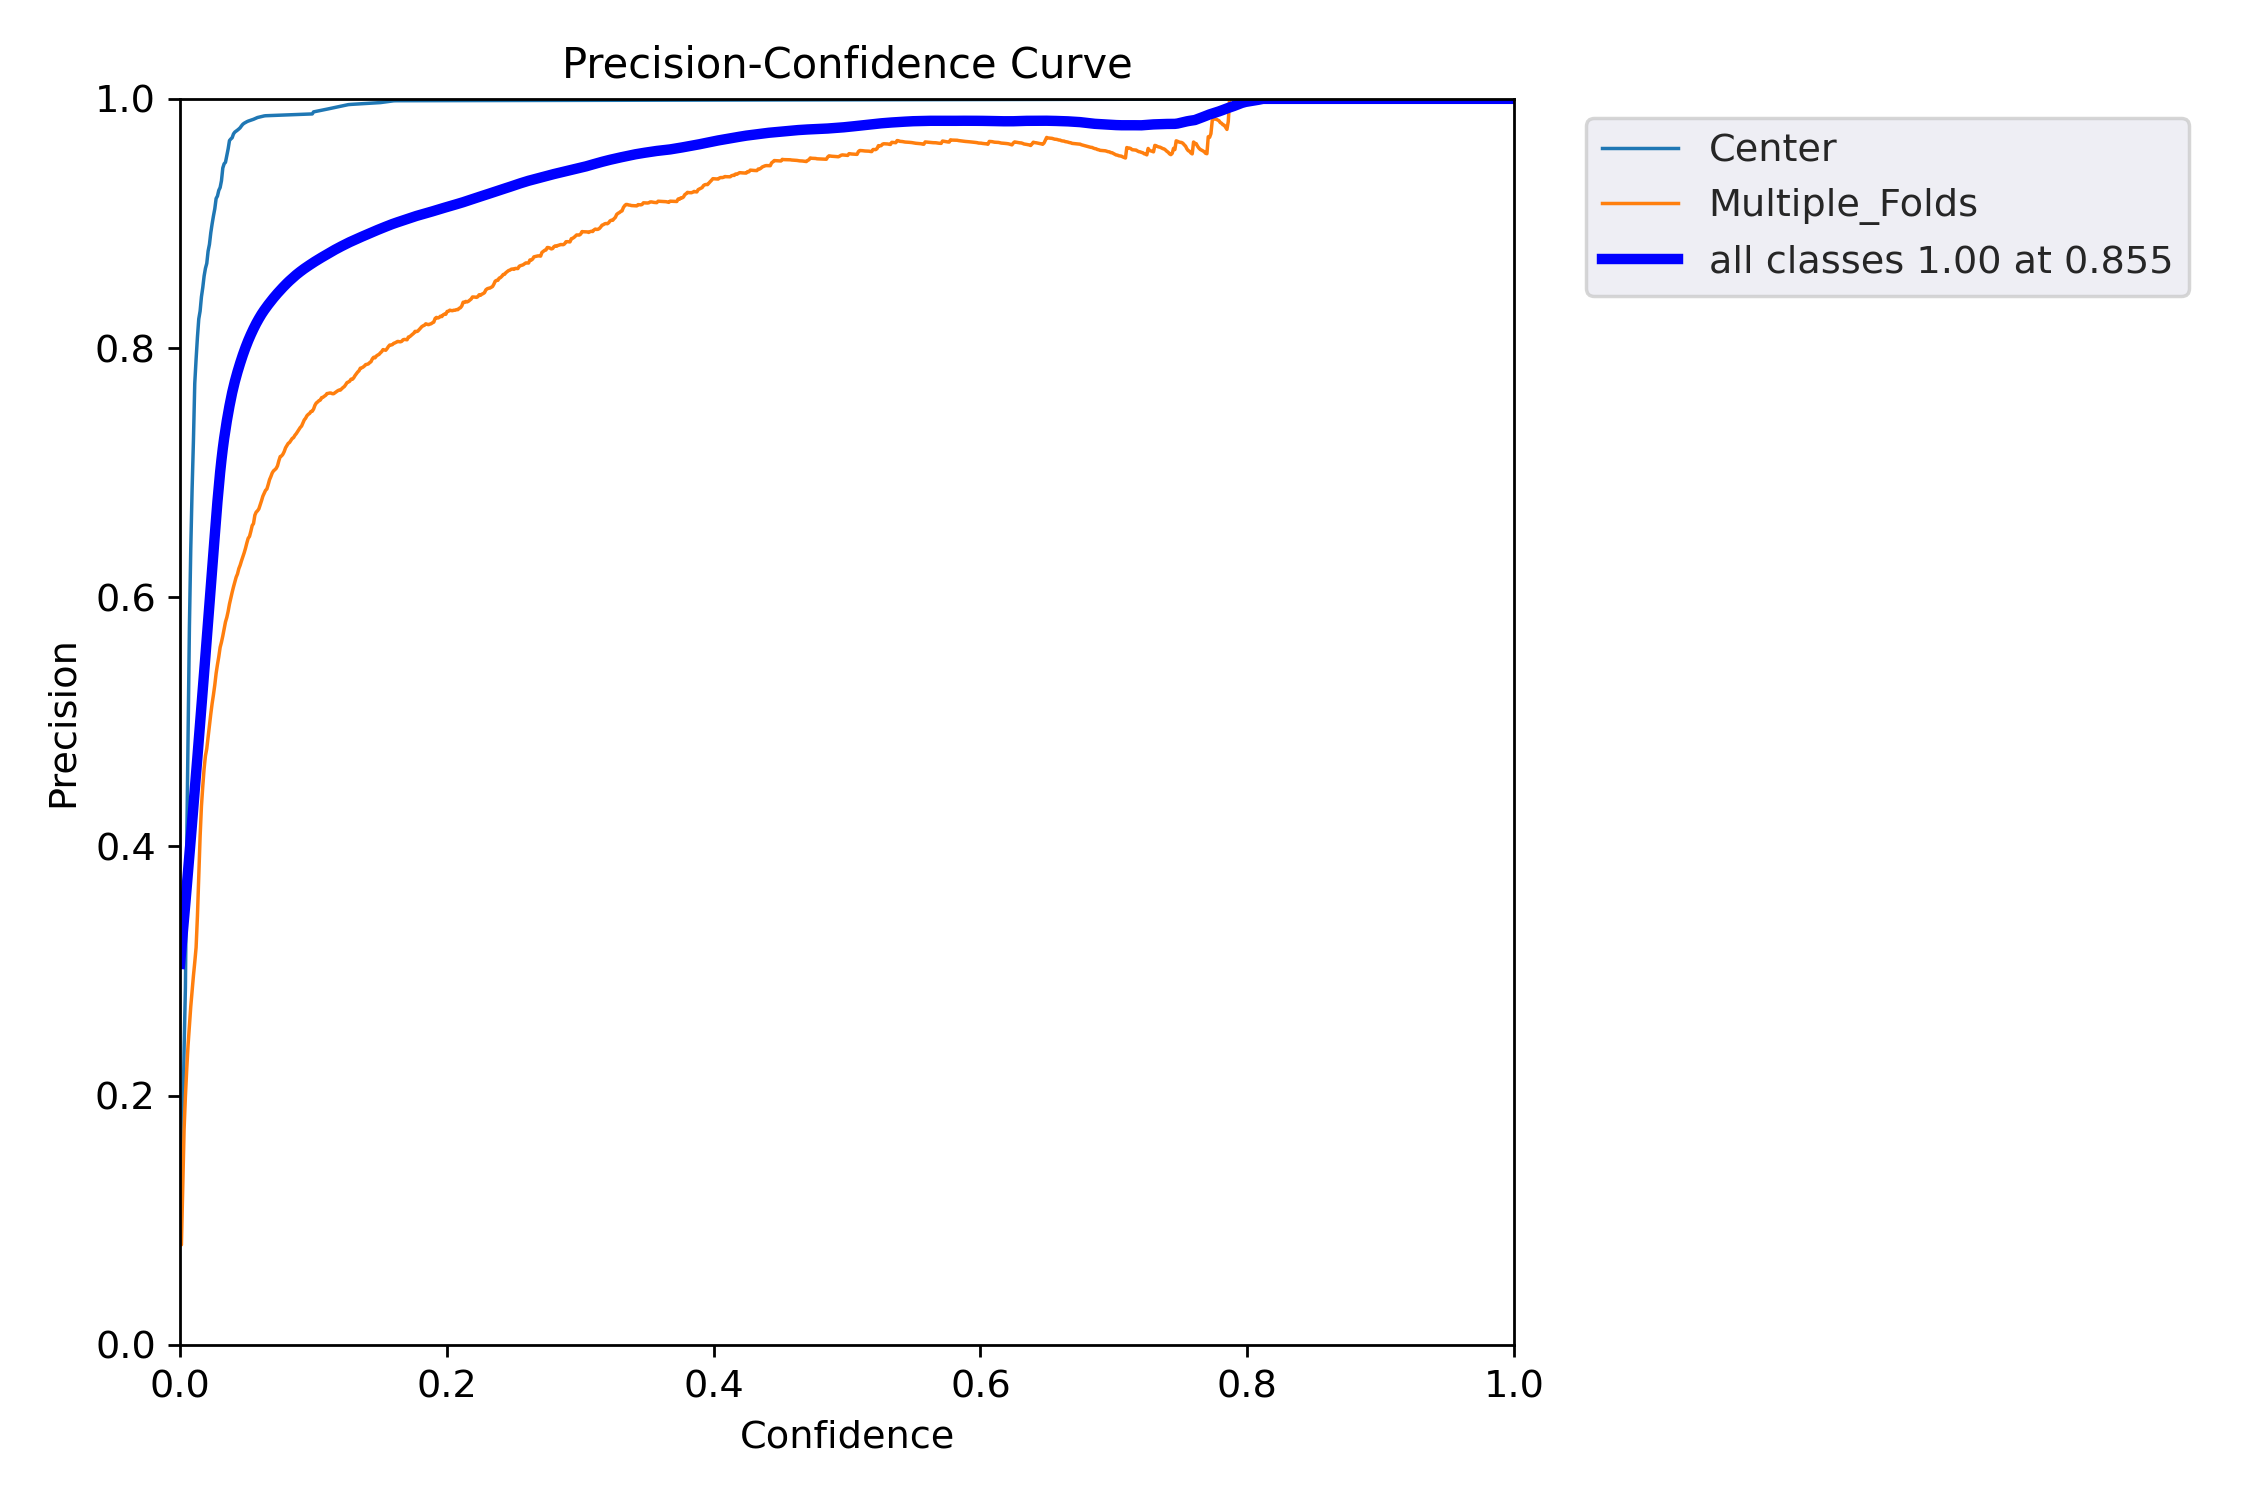 Precision-Confidence Curve
1.0
0.8
0.6
0.4
0.2
0.0
Precision
0.0 0.2 0.4 0.6 0.8 1.0
Confidence
Center
Multiple_Folds
all classes 1.00 at 0.855